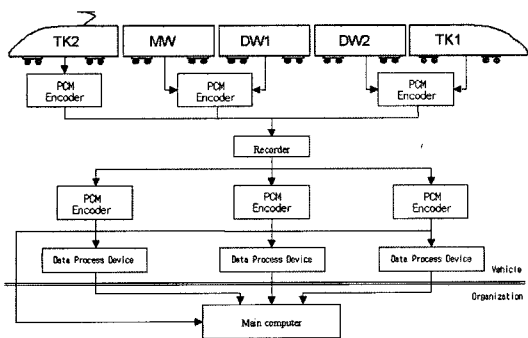 TK2 MW DW1 DW2 TK1
PCM
Encoder
PCM
Encoder
PCM
Encoder
Recorder
PCM
Encoder
PCM
Encoder
PCM
Encoder
Data Process Device
Data Process Device
Data Process Device
Vehicle
Organization
Main computer